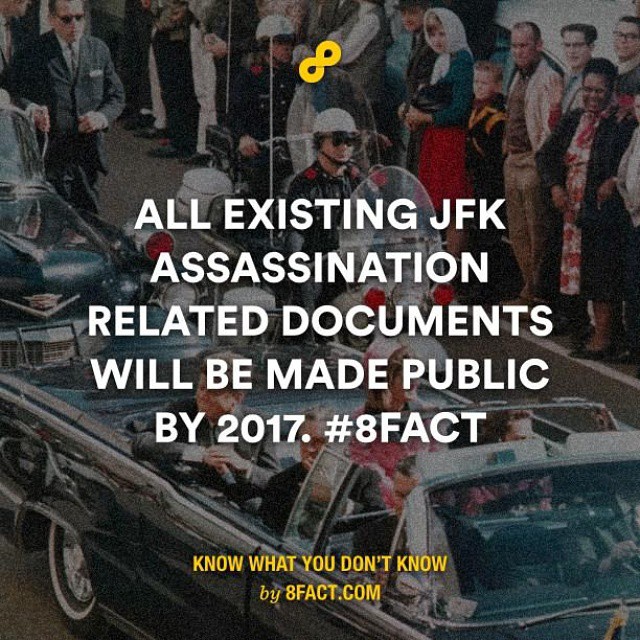 ALL EXISTING JFK
ASSASSINATION
RELATED DOCUMENTS
WILL BE MADE PUBLIC
BY 2017. #8FACT
KNOW WHAT YOU DON'T KNOW
by 8FACT.COM